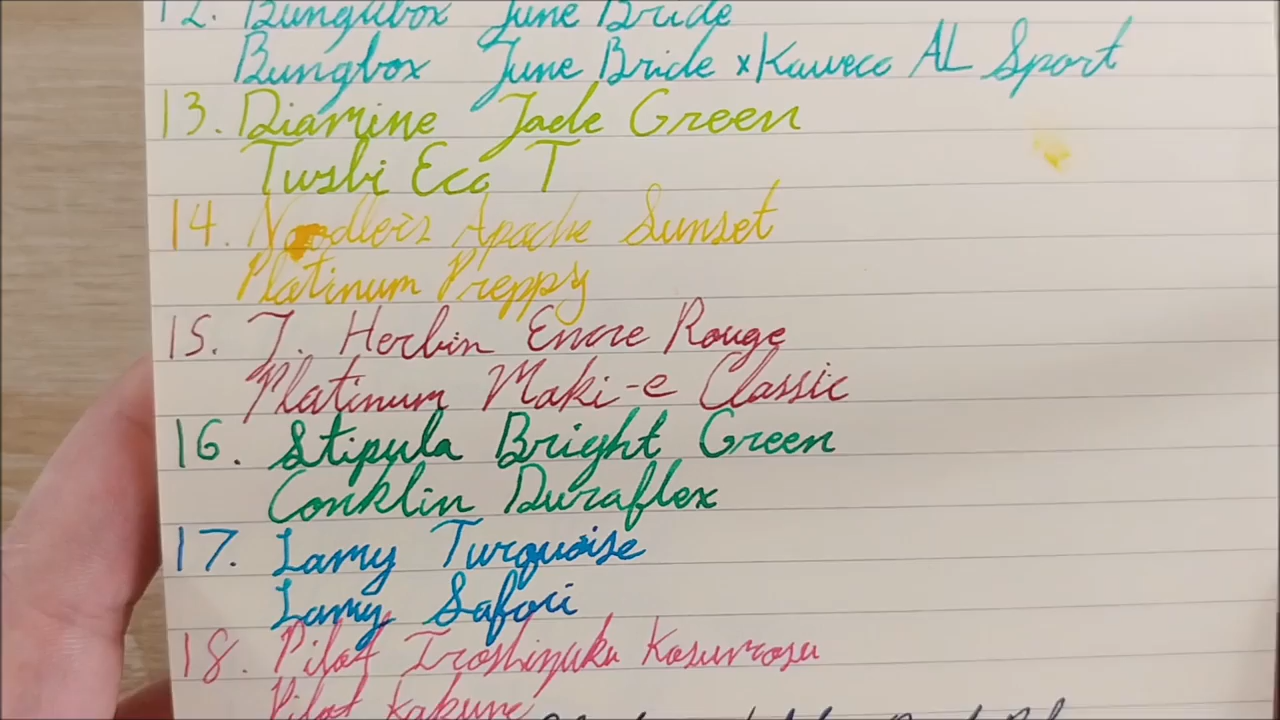 12. Bungubox June Bride
Bungbox June Bride x Kaweco AL Sport
13. Diamine Jade Green
Twsbi Eco T
14. Noodlers Apache Sunset
Platinum Preppy
15. J. Herbin Encre Rouge
Platinum Maki-e Classic
16. Stipula Bright Green
Conklin Duraflex
17. Lamy Turquoise
Lamy Safari
18. Pilot Iroshizuku Kosumosu
Pilot Kakuno